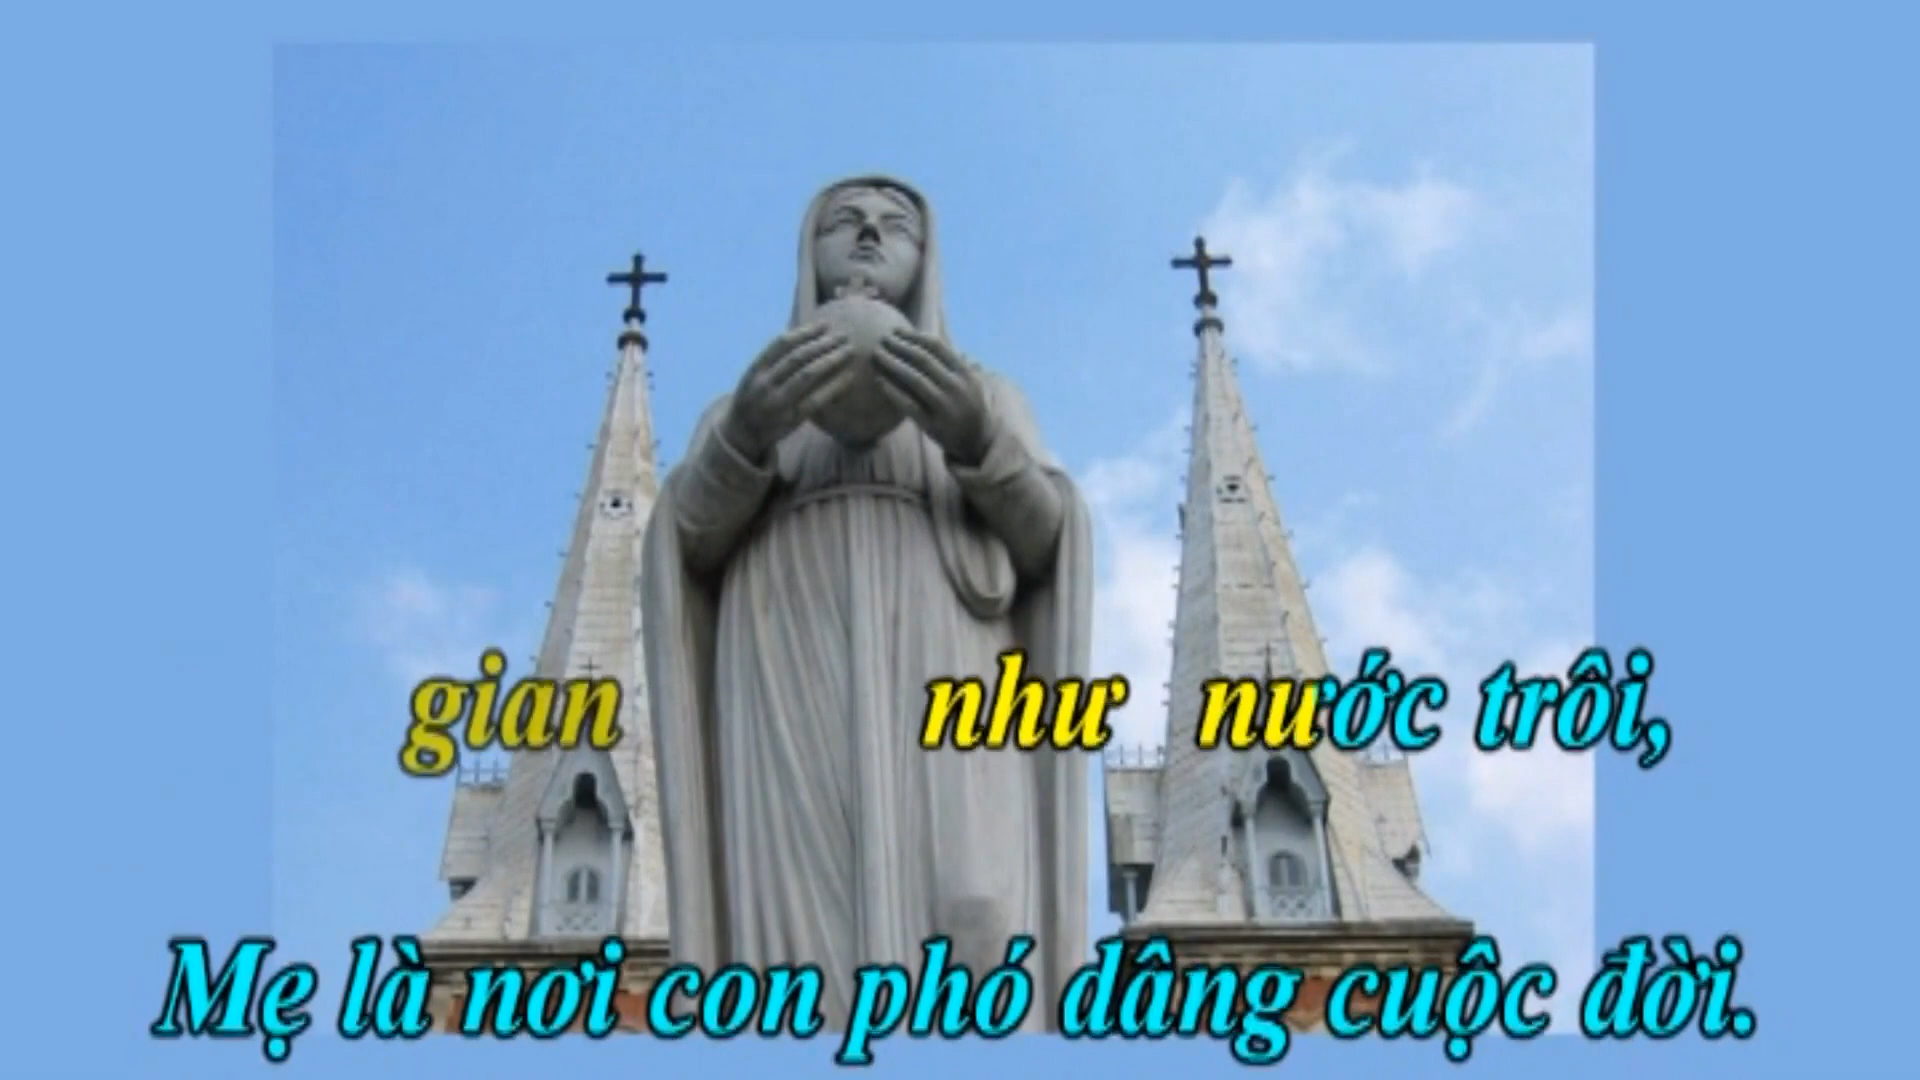 gian như nước trôi,
Mẹ là nơi con phó dâng cuộc đời.